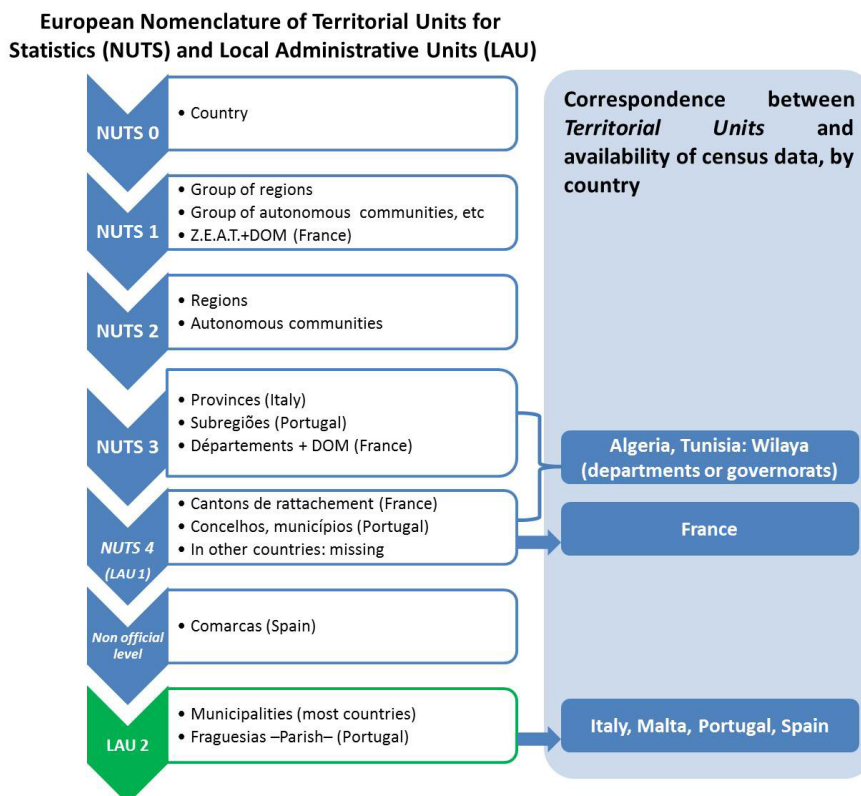 European Nomenclature of Territorial Units for
Statistics (NUTS) and Local Administrative Units (LAU)
Correspondence between
Territorial Units and
availability of census data, by
country
NUTS 0
• Country
NUTS 1
• Group of regions
• Group of autonomous communities, etc
• Z.E.A.T.+DOM (France)
NUTS 2
• Regions
• Autonomous communities
NUTS 3
• Provinces (Italy)
• Subregiões (Portugal)
• Départements + DOM (France)
Algeria, Tunisia: Wilaya
(departments or governorats)
NUTS 4
(LAU 1)
• Cantons de rattachement (France)
• Concelhos, municípios (Portugal)
• In other countries: missing
France
Non official
level
• Comarcas (Spain)
LAU 2
• Municipalities (most countries)
• Fraguesias –Parish– (Portugal)
Italy, Malta, Portugal, Spain